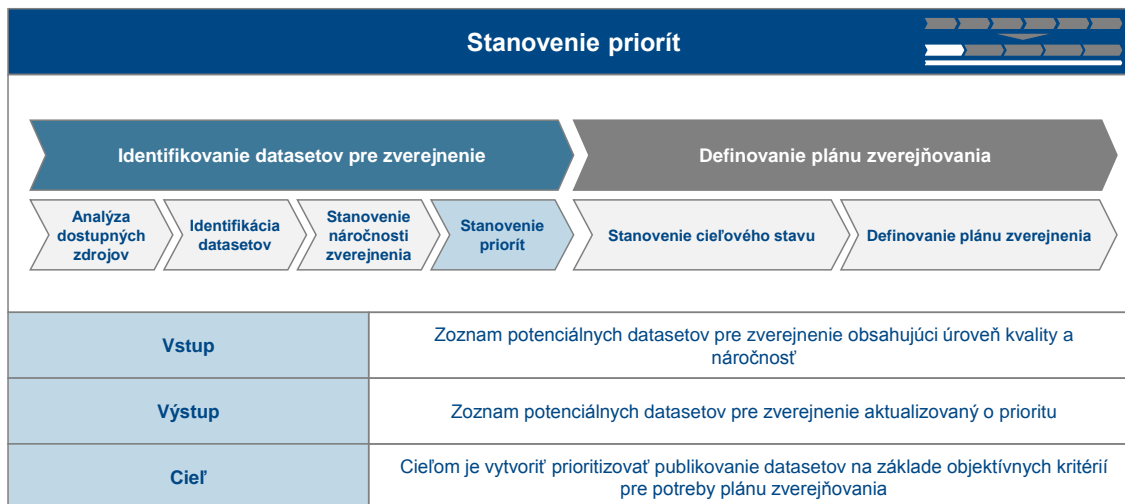 Stanovenie priorít
Identifikovanie datasetov pre zverejnenie
Definovanie plánu zverejňovania
Analýza
dostupných
zdrojov
Identifikácia
datasetov
Stanovenie
náročnosti
zverejnenia
Stanovenie
priorít
Stanovenie cieľového stavu
Definovanie plánu zverejnenia
Vstup
Zoznam potenciálnych datasetov pre zverejnenie obsahujúci úroveň kvality a
náročnosť
Výstup
Zoznam potenciálnych datasetov pre zverejnenie aktualizovaný o prioritu
Cieľ
Cieľom je vytvoriť prioritizovať publikovanie datasetov na základe objektívnych kritérií
pre potreby plánu zverejňovania